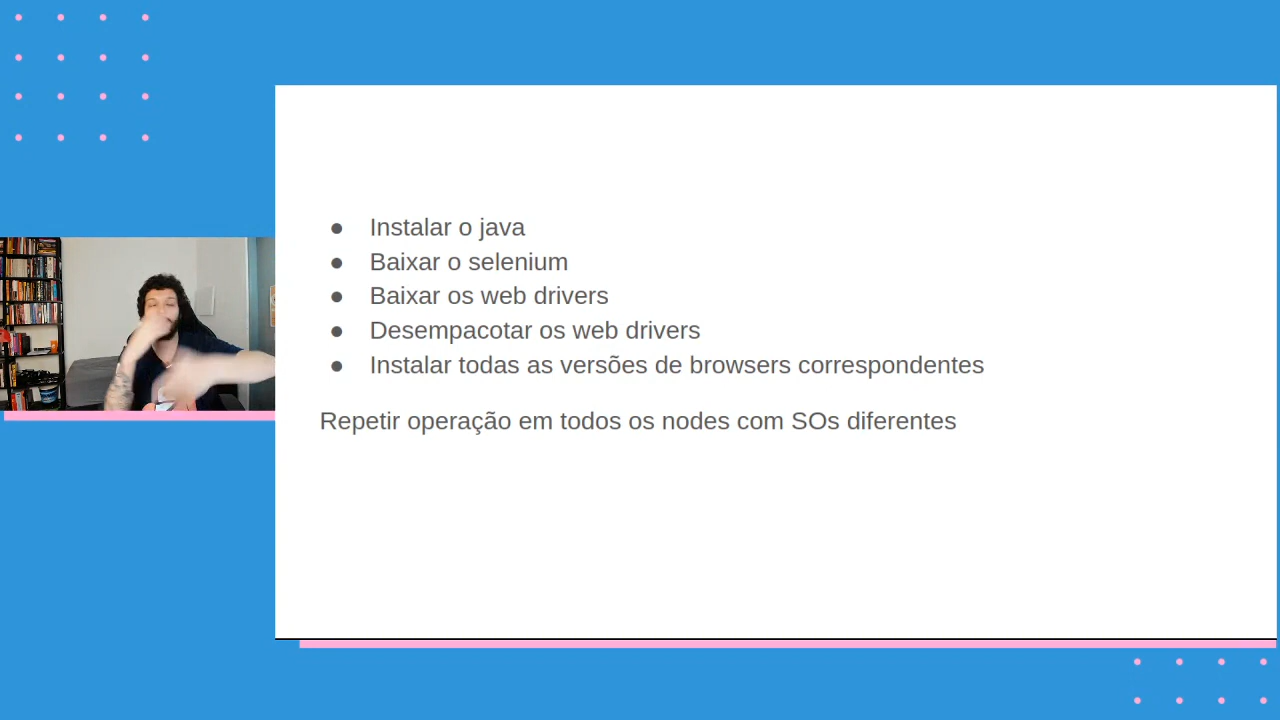 ● Instalar o java
● Baixar o selenium
● Baixar os web drivers
● Desempacotar os web drivers
● Instalar todas as versões de browsers correspondentes
Repetir operação em todos os nodes com SOs diferentes